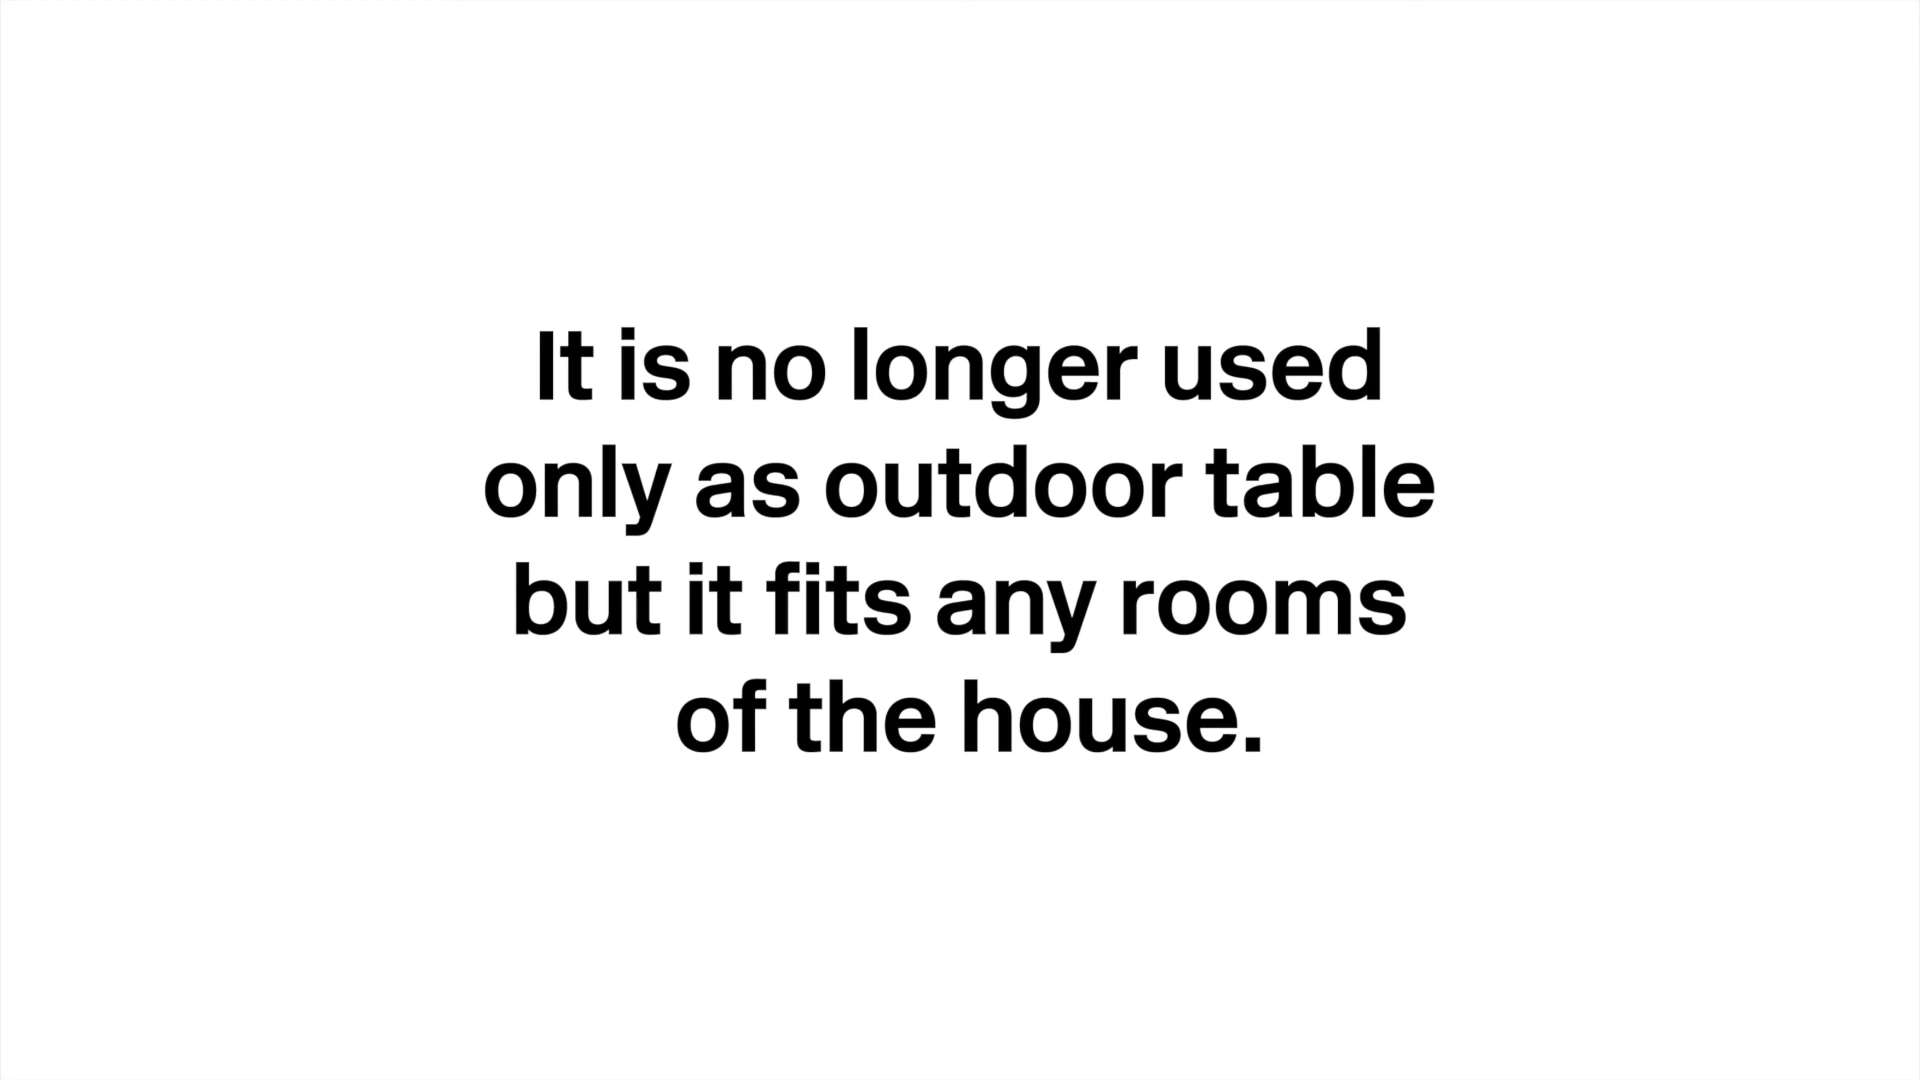 It is no longer used
only as outdoor table
but it fits any rooms
of the house.